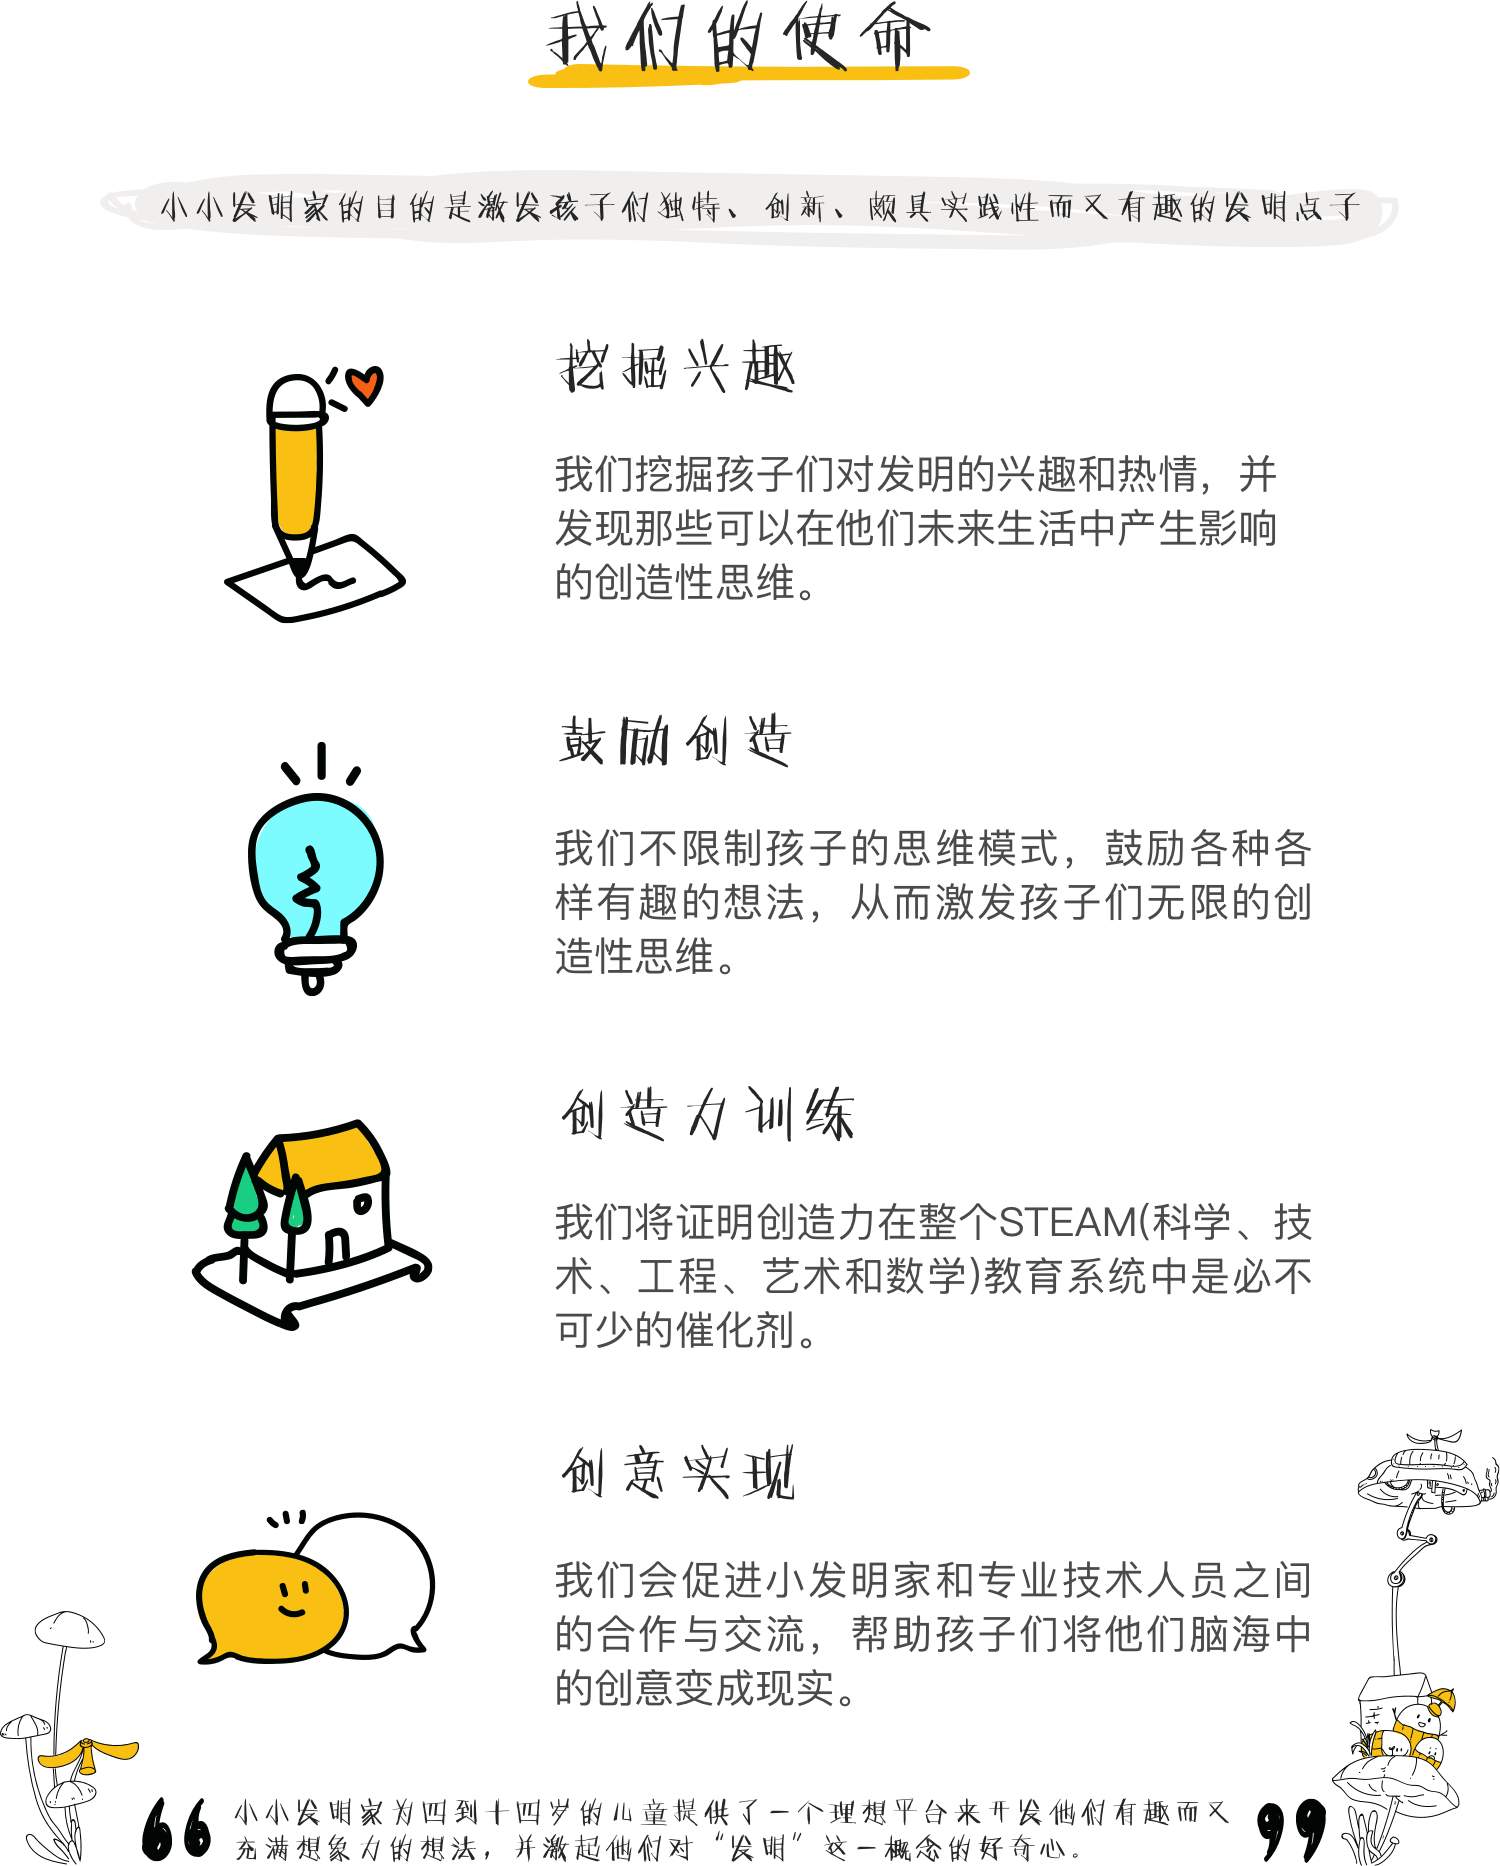 我们的使命
小小发明家的目的是激发孩子们独特、创新、颇具实践性而又有趣的发明点子
挖掘兴趣
我们挖掘孩子们对发明的兴趣和热情，并
发现那些可以在他们未来生活中产生影响
的创造性思维。
鼓励创造
我们不限制孩子的思维模式，鼓励各种各
样有趣的想法，从而激发孩子们无限的创
造性思维。
创造力训练
我们将证明创造力在整个STEAM(科学、技
术、工程、艺术和数学)教育系统中是必不
可少的催化剂。
创意实现
我们会促进小发明家和专业技术人员之间
的合作与交流，帮助孩子们将他们脑海中
的创意变成现实。
小小发明家为四到十四岁的儿童提供了一个理想平台来开发他们有趣而又
充满想象力的想法，并激起他们对“发明”这一概念的好奇心。